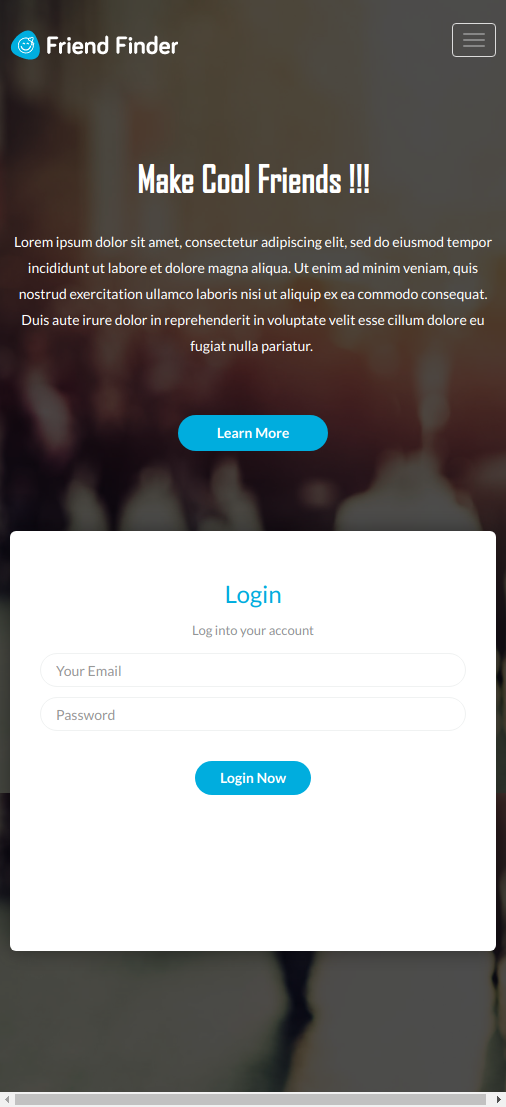 Friend Finder
Make Cool Friends !!!
Lorem ipsum dolor sit amet, consectetur adipiscing elit, sed do eiusmod tempor
incididunt ut labore et dolore magna aliqua. Ut enim ad minim veniam, quis
nostrud exercitation ullamco laboris nisi ut aliquip ex ea commodo consequat.
Duis aute irure dolor in reprehenderit in voluptate velit esse cillum dolore eu
fugiat nulla pariatur.
Learn More
Login
Log into your account
Your Email
Password
Login Now